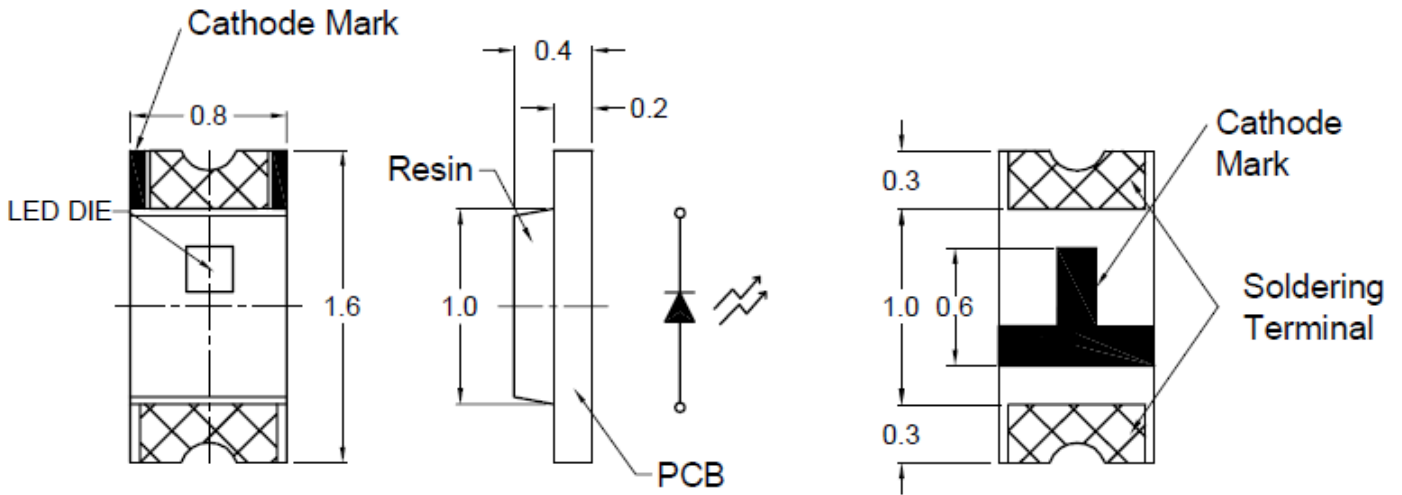 Cathode Mark
0.8
LED DIE
1.6
0.4
0.2
Resin
1.0
PCB
Cathode
Mark
0.3
1.0
0.6
Soldering
Terminal
0.3